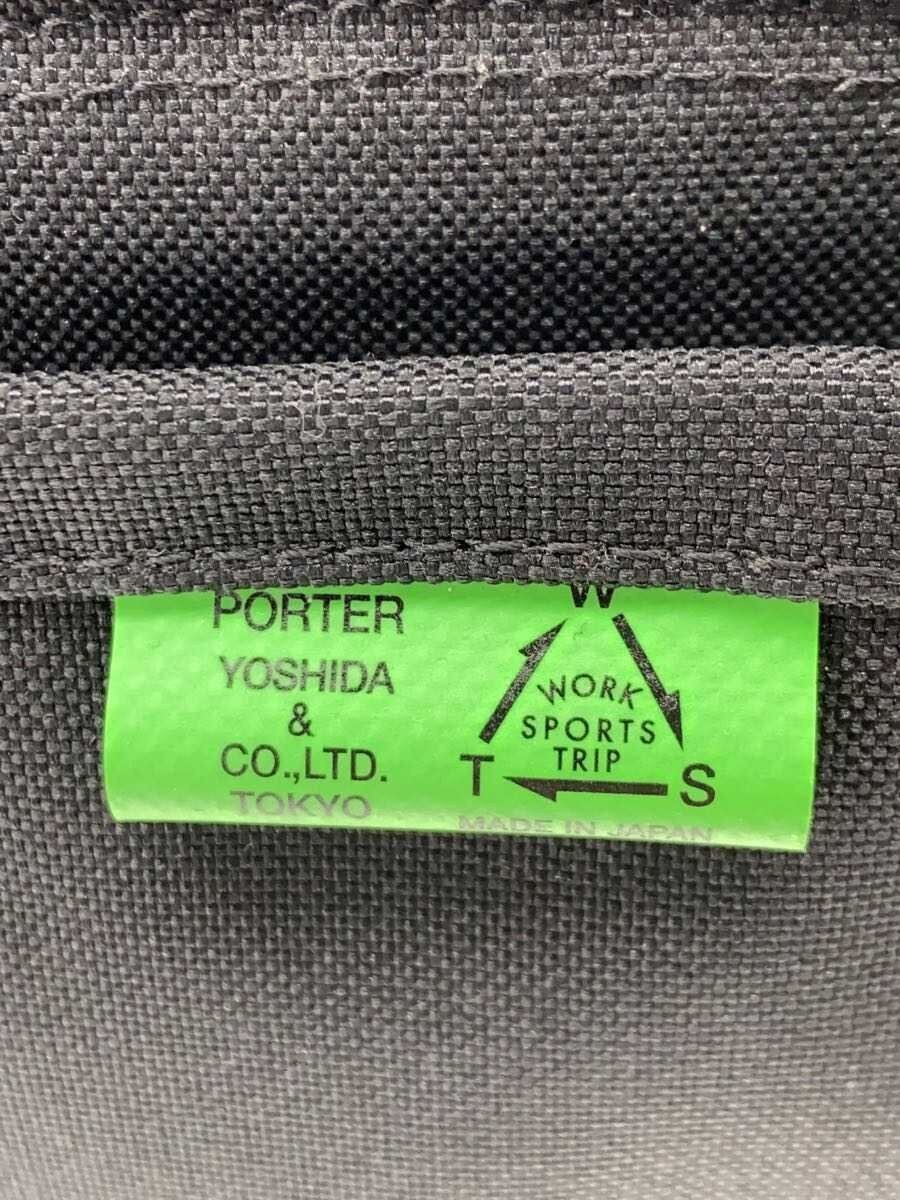 PORTER
YOSHIDA
&
CO.,LTD.
TOKYO
W
WORK
SPORTS
TRIP
T
S
MADE IN JAPAN